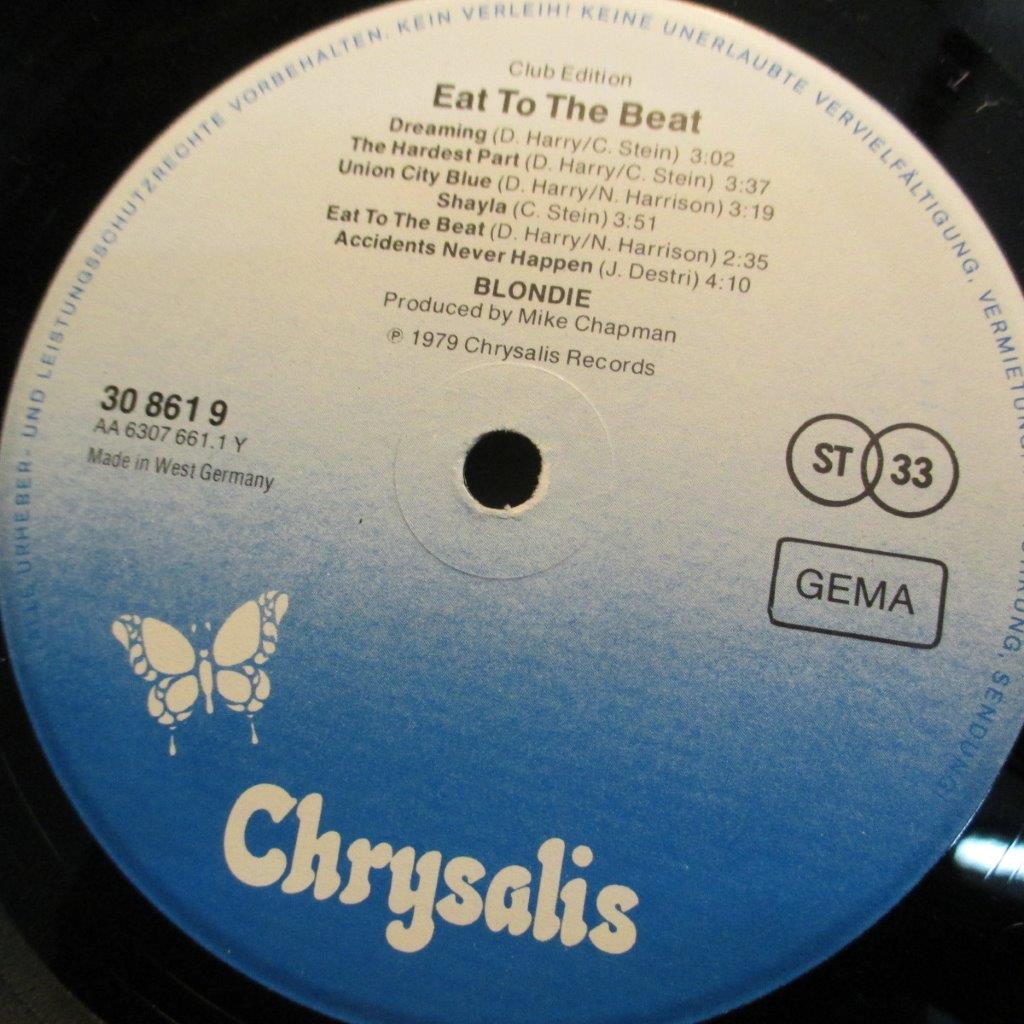 ALLE URHEBER- UND LEISTUNGSSCHUTZRECHTE VORBEHALTEN. KEIN VERLEIH! KEINE UNERLAUBTE VERVIELFÄLTIGUNG, VERMIETUNG, SENDUNG
Club Edition
Eat To The Beat
Dreaming (D. Harry/C. Stein) 3:02
The Hardest Part (D. Harry/C. Stein) 3:37
Union City Blue (D. Harry/N. Harrison) 3:19
Shayla (C. Stein) 3:51
Eat To The Beat (D. Harry/N. Harrison) 2:35
Accidents Never Happen (J. Destri) 4:10
BLONDIE
Produced by Mike Chapman
℗ 1979 Chrysalis Records
30 861 9
AA 6307 661.1 Y
Made in West Germany
ST 33
GEMA
Chrysalis